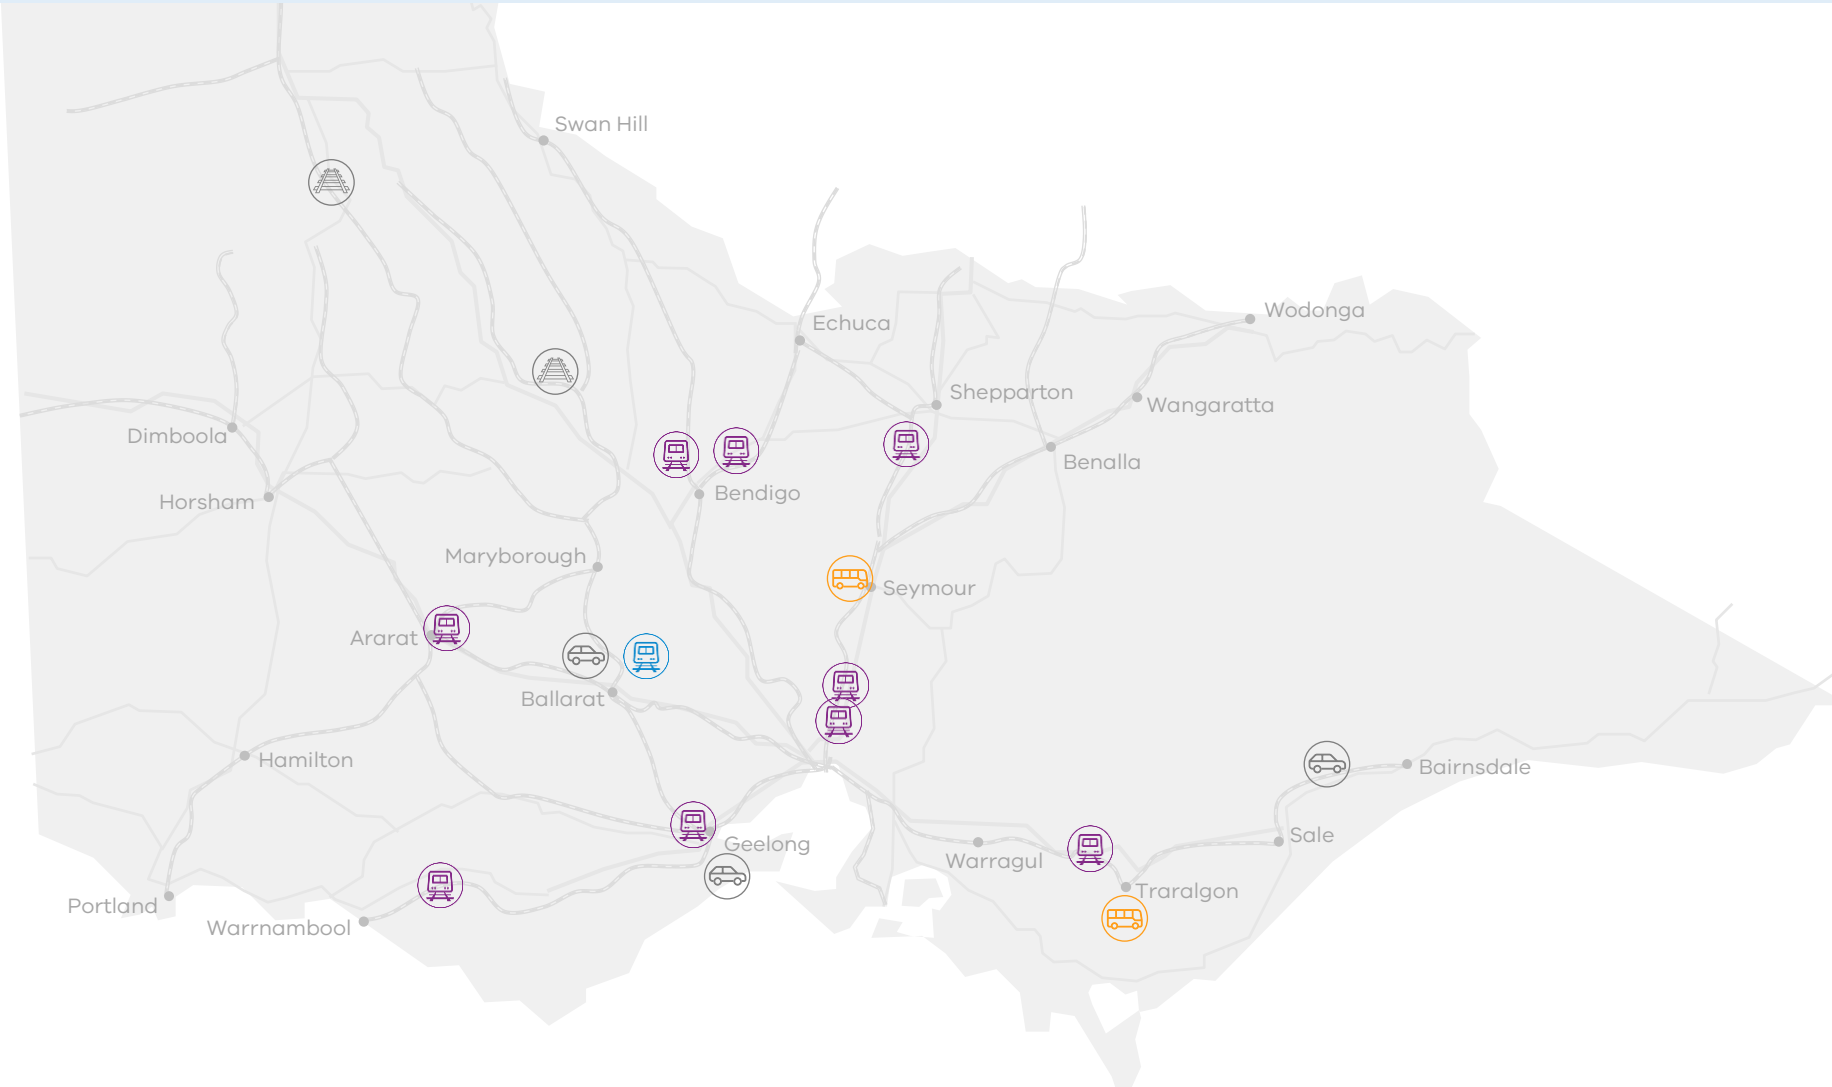 Swan Hill
Wodonga
Echuca
Shepparton
Wangaratta
Dimboola
Benalla
Bendigo
Horsham
Maryborough
Seymour
Ararat
Ballarat
Hamilton
Bairnsdale
Sale
Geelong
Warragul
Traralgon
Portland
Warrnambool